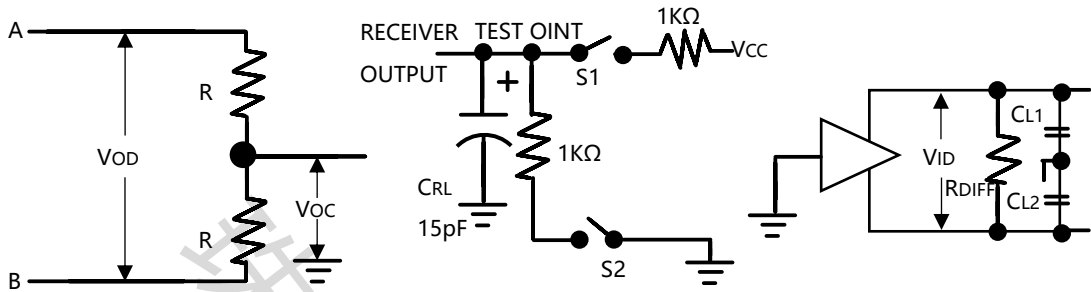 A
R
VOD
VOC
R
B
RECEIVER TEST OINT
OUTPUT
S1
1KΩ
VCC
+
1KΩ
CRL
15pF
S2
VID
RDIFF
CL1
CL2